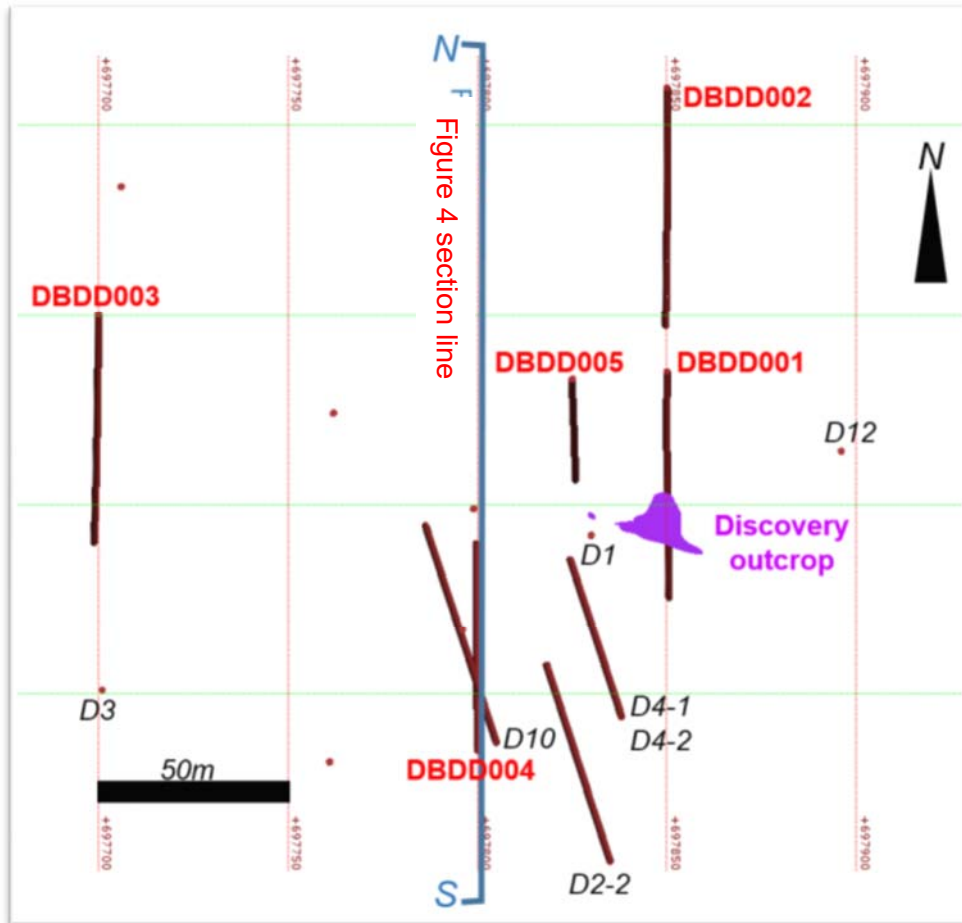 N
F
Figure 4 section line
+697700
+697750
+697850
+697900
DBDD002
N
DBDD003
DBDD005
DBDD001
D12
Discovery
outcrop
D1
D3
D10
D4-1
D4-2
DBDD004
50m
D2-2
+697700
+697750
+697800
+697850
+697900
S